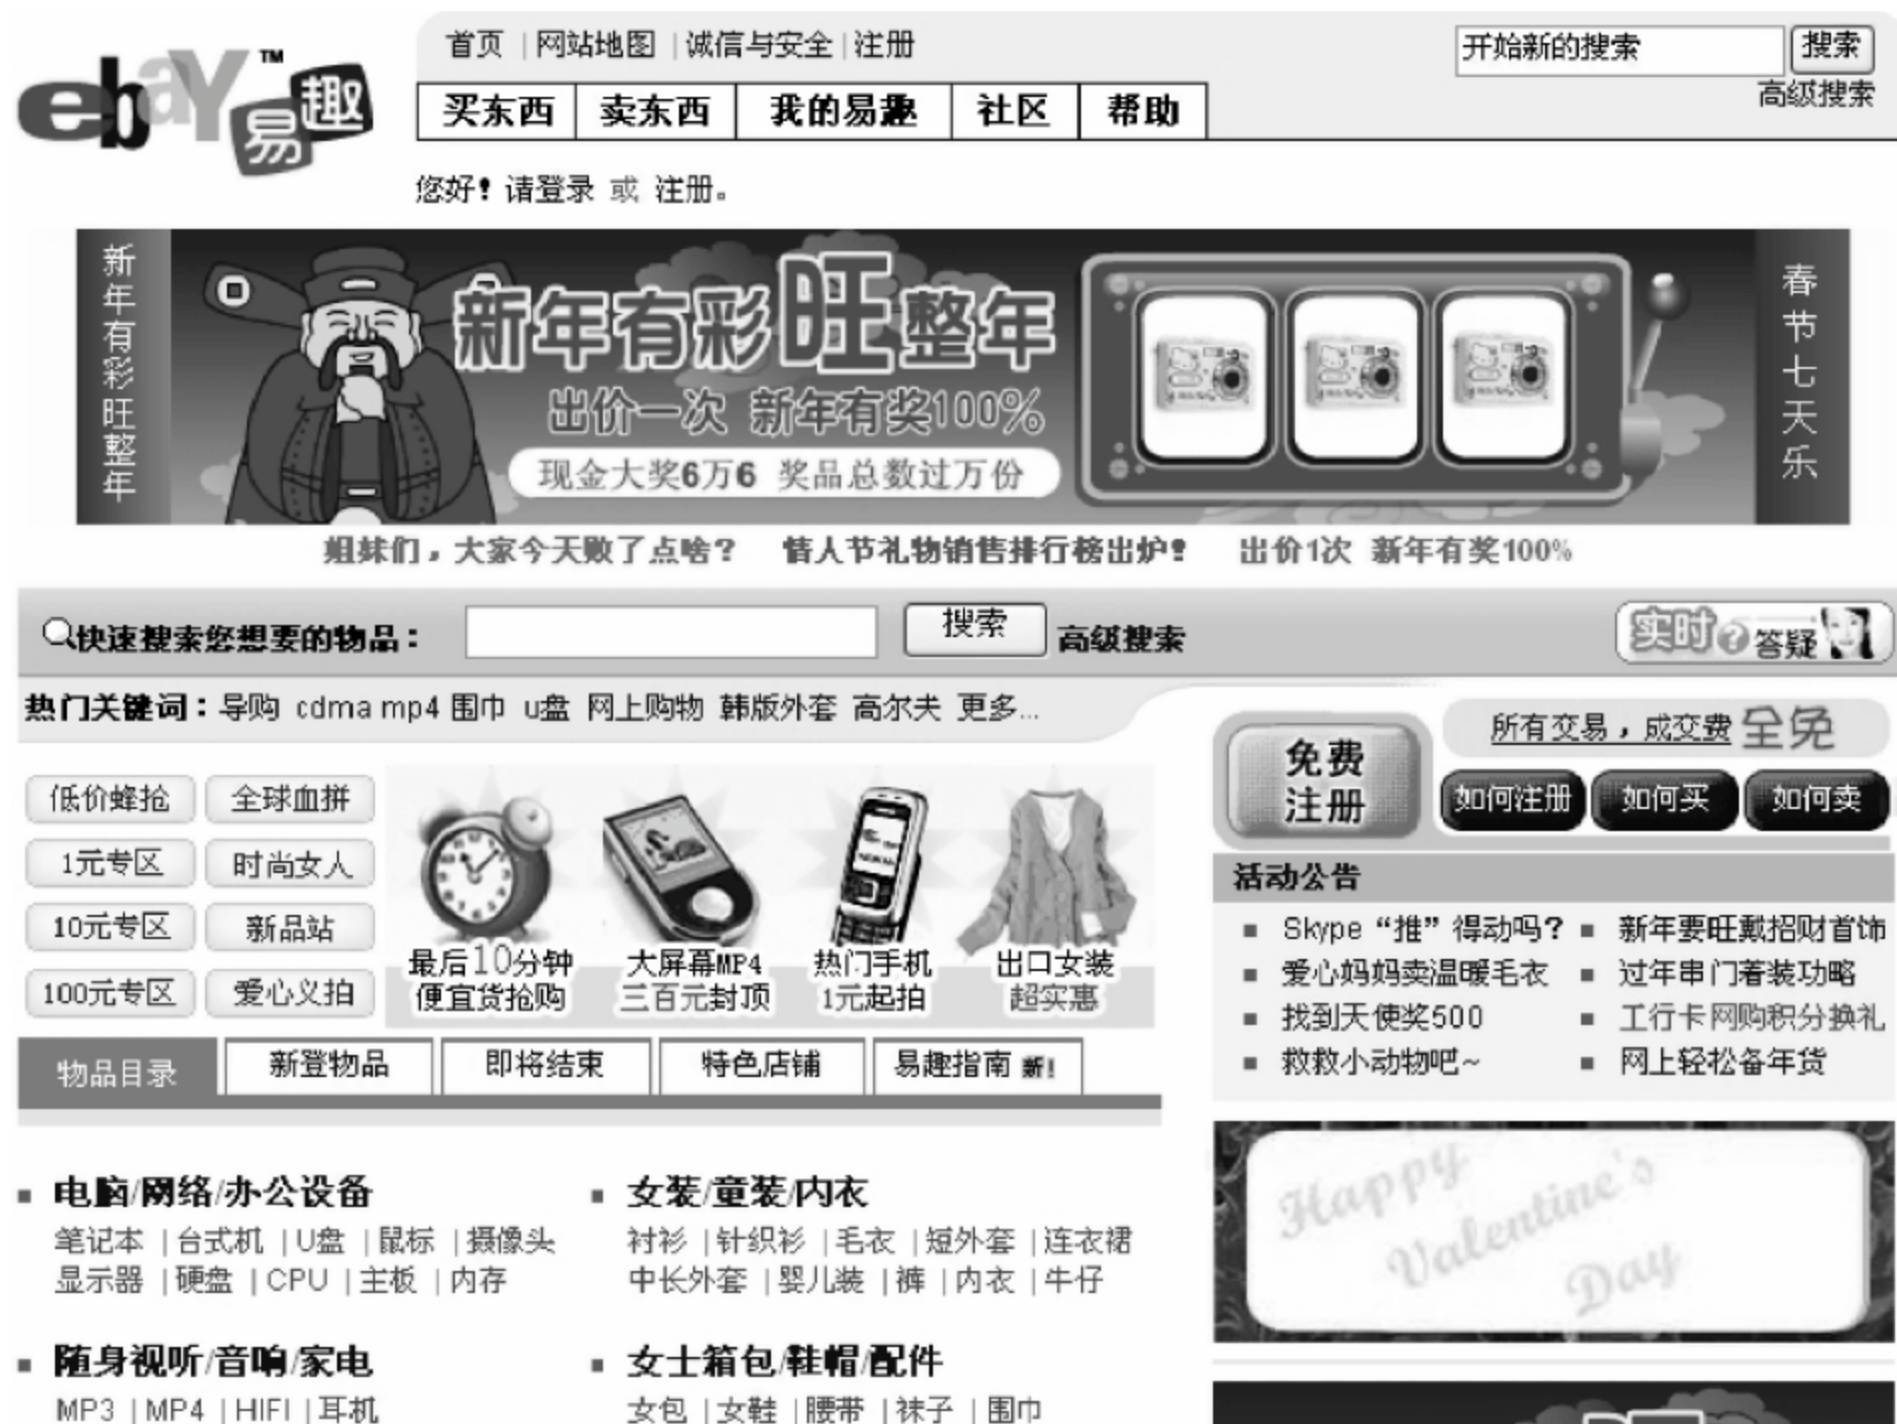 ebaY™易趣
首页 | 网站地图 | 诚信与安全 | 注册
开始新的搜索 搜索
高级搜索
买东西 卖东西 我的易趣 社区 帮助
您好! 请登录 或 注册。
新年有彩旺整年
新年有彩旺整年
出价一次 新年有奖100%
现金大奖6万6 奖品总数过万份
春节七天乐
姐妹们，大家今天败了点啥? 情人节礼物销售排行榜出炉! 出价1次 新年有奖100%
快速搜索您想要的物品： 搜索 高级搜索
实时?答疑
热门关键词：导购 cdma mp4 围巾 u盘 网上购物 韩版外套 高尔夫 更多...
低价蜂抢 全球血拼
1元专区 时尚女人
10元专区 新品站
100元专区 爱心义拍
最后10分钟
便宜货抢购
大屏幕MP4
三百元封顶
热门手机
1元起拍
出口女装
超实惠
免费
注册
所有交易，成交费 全免
如何注册 如何买 如何卖
活动公告
▪ Skype“推”得动吗? ▪ 新年要旺戴招财首饰
▪ 爱心妈妈卖温暖毛衣 ▪ 过年串门着装功略
▪ 找到天使奖500 ▪ 工行卡网购积分换礼
▪ 救救小动物吧~ ▪ 网上轻松备年货
物品目录 新登物品 即将结束 特色店铺 易趣指南 新!
▪ 电脑/网络/办公设备
笔记本 | 台式机 | U盘 | 鼠标 | 摄像头
显示器 | 硬盘 | CPU | 主板 | 内存
▪ 女装/童装/内衣
衬衫 | 针织衫 | 毛衣 | 短外套 | 连衣裙
中长外套 | 婴儿装 | 裤 | 内衣 | 牛仔
▪ 随身视听/音响/家电
MP3 | MP4 | HIFI | 耳机
▪ 女士箱包/鞋帽/配件
女包 | 女鞋 | 腰带 | 袜子 | 围巾
Happy
Valentine's
Day